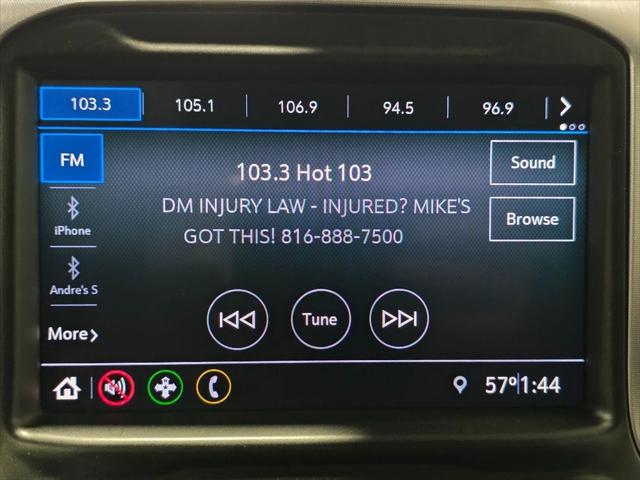 103.3 105.1 106.9 94.5 96.9
FM
103.3 Hot 103
Sound
DM INJURY LAW - INJURED? MIKE'S
GOT THIS! 816-888-7500
Browse
iPhone
Andre's S
Tune
More
57° 1:44